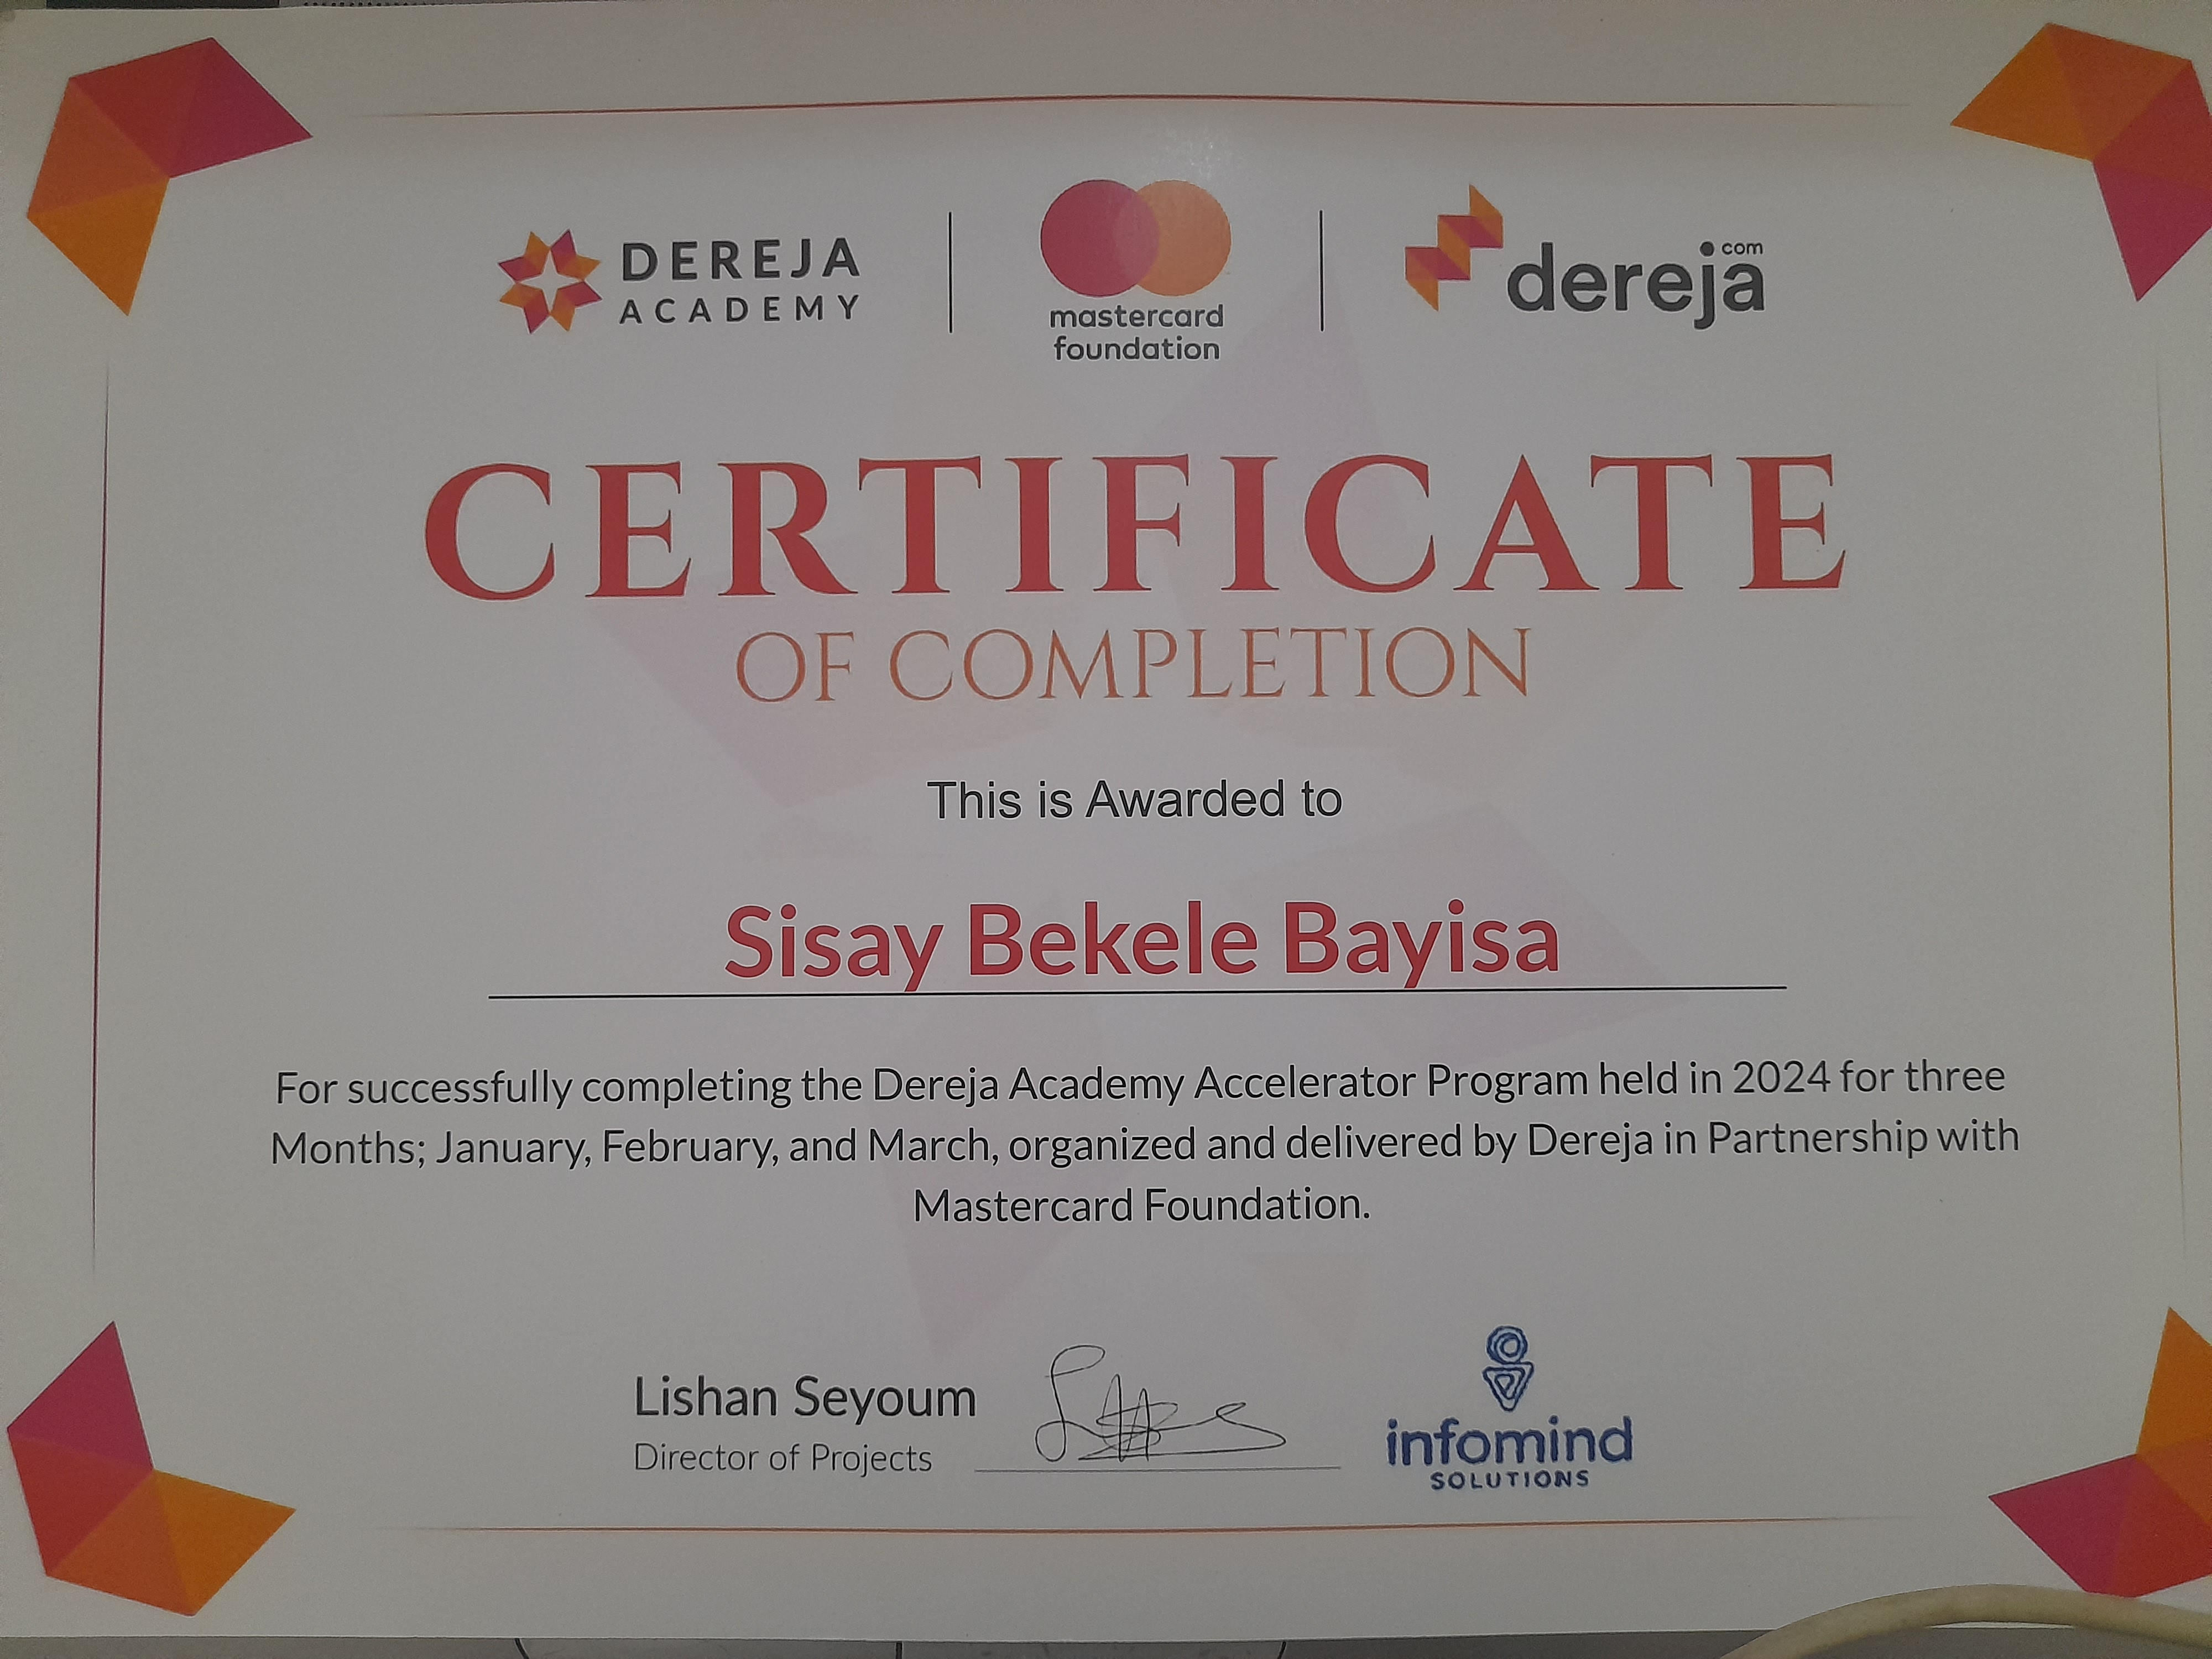 DEREJA
ACADEMY
mastercard
foundation
dereja.com
CERTIFICATE
OF COMPLETION
This is Awarded to
Sisay Bekele Bayisa
For successfully completing the Dereja Academy Accelerator Program held in 2024 for three
Months; January, February, and March, organized and delivered by Dereja in Partnership with
Mastercard Foundation.
Lishan Seyoum
Director of Projects
infomind
SOLUTIONS